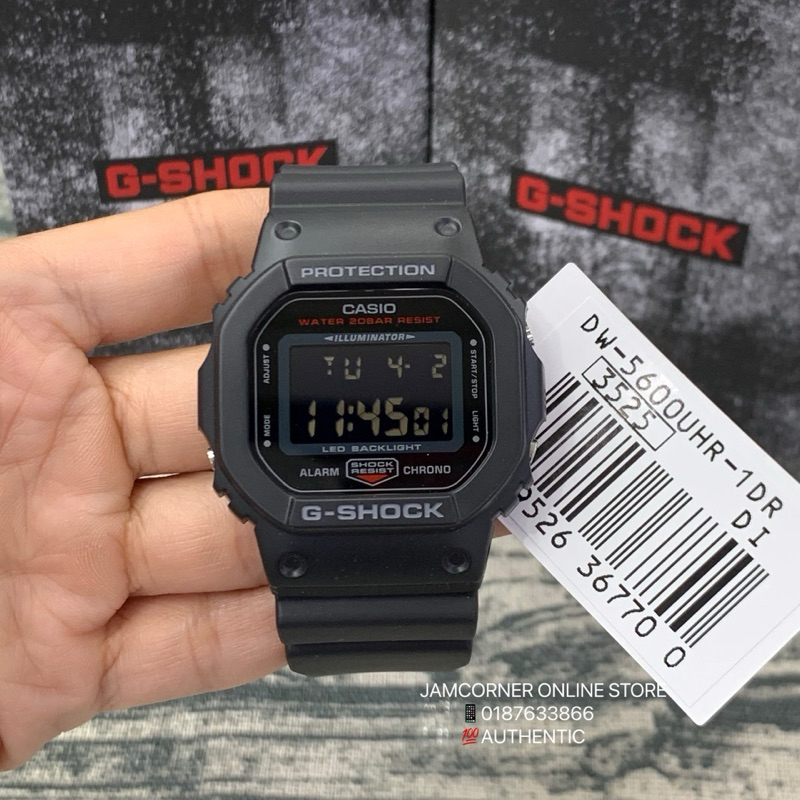 G-SHOCK
G-SHOCK
PROTECTION
CASIO
WATER 20BAR RESIST
ILLUMINATOR
ADJUST
START/STOP
TU 4-2
11:45 01
MODE
LIGHT
LED BACKLIGHT
ALARM
SHOCK
RESIST
CHRONO
G-SHOCK
DW-5600UHR-1DR
3525
DI
9526 36770 0
JAMCORNER ONLINE STORE
📱0187633866
💯AUTHENTIC